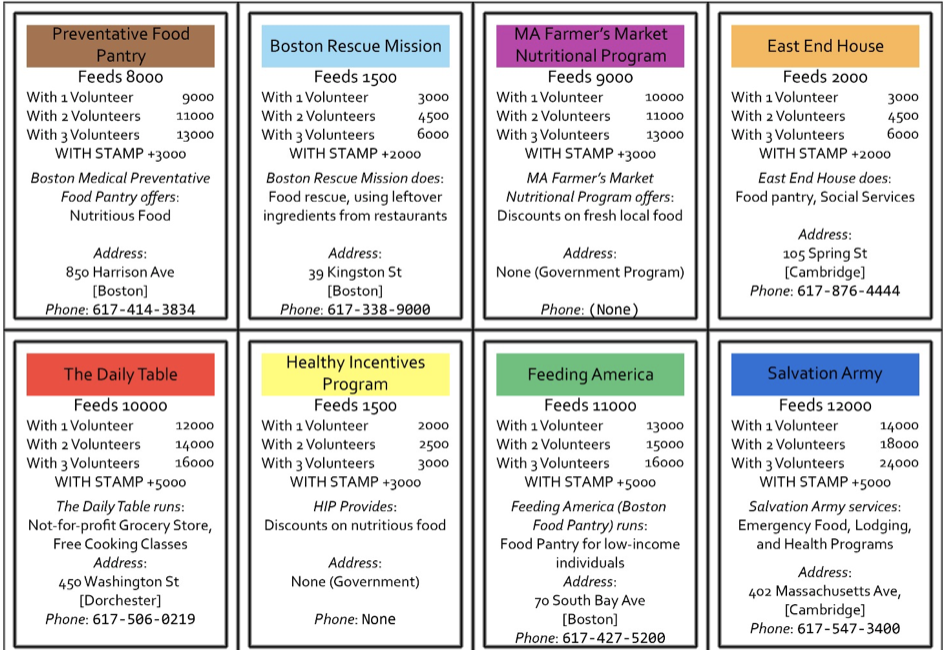 Preventative Food
Pantry
Feeds 8000
With 1 Volunteer 9000
With 2 Volunteers 11000
With 3 Volunteers 13000
WITH STAMP +3000
Boston Medical Preventative
Food Pantry offers:
Nutritious Food
Address:
850 Harrison Ave
[Boston]
Phone: 617-414-3834
Boston Rescue Mission
Feeds 1500
With 1 Volunteer 3000
With 2 Volunteers 4500
With 3 Volunteers 6000
WITH STAMP +2000
Boston Rescue Mission does:
Food rescue, using leftover
ingredients from restaurants
Address:
39 Kingston St
[Boston]
Phone: 617-338-9000
MA Farmer's Market
Nutritional Program
Feeds 9000
With 1 Volunteer 10000
With 2 Volunteers 11000
With 3 Volunteers 13000
WITH STAMP +3000
MA Farmer's Market
Nutritional Program offers:
Discounts on fresh local food
Address:
None (Government Program)
Phone: (None)
East End House
Feeds 2000
With 1 Volunteer 3000
With 2 Volunteers 4500
With 3 Volunteers 6000
WITH STAMP +2000
East End House does:
Food pantry, Social Services
Address:
105 Spring St
[Cambridge]
Phone: 617-876-4444
The Daily Table
Feeds 10000
With 1 Volunteer 12000
With 2 Volunteers 14000
With 3 Volunteers 16000
WITH STAMP +5000
The Daily Table runs:
Not-for-profit Grocery Store,
Free Cooking Classes
Address:
450 Washington St
[Dorchester]
Phone: 617-506-0219
Healthy Incentives
Program
Feeds 1500
With 1 Volunteer 2000
With 2 Volunteers 2500
With 3 Volunteers 3000
WITH STAMP +3000
HIP Provides:
Discounts on nutritious food
Address:
None (Government)
Phone: None
Feeding America
Feeds 11000
With 1 Volunteer 13000
With 2 Volunteers 15000
With 3 Volunteers 16000
WITH STAMP +5000
Feeding America (Boston
Food Pantry) runs:
Food Pantry for low-income
individuals
Address:
70 South Bay Ave
[Boston]
Phone: 617-427-5200
Salvation Army
Feeds 12000
With 1 Volunteer 14000
With 2 Volunteers 18000
With 3 Volunteers 24000
WITH STAMP +5000
Salvation Army services:
Emergency Food, Lodging,
and Health Programs
Address:
402 Massachusetts Ave,
[Cambridge]
Phone: 617-547-3400